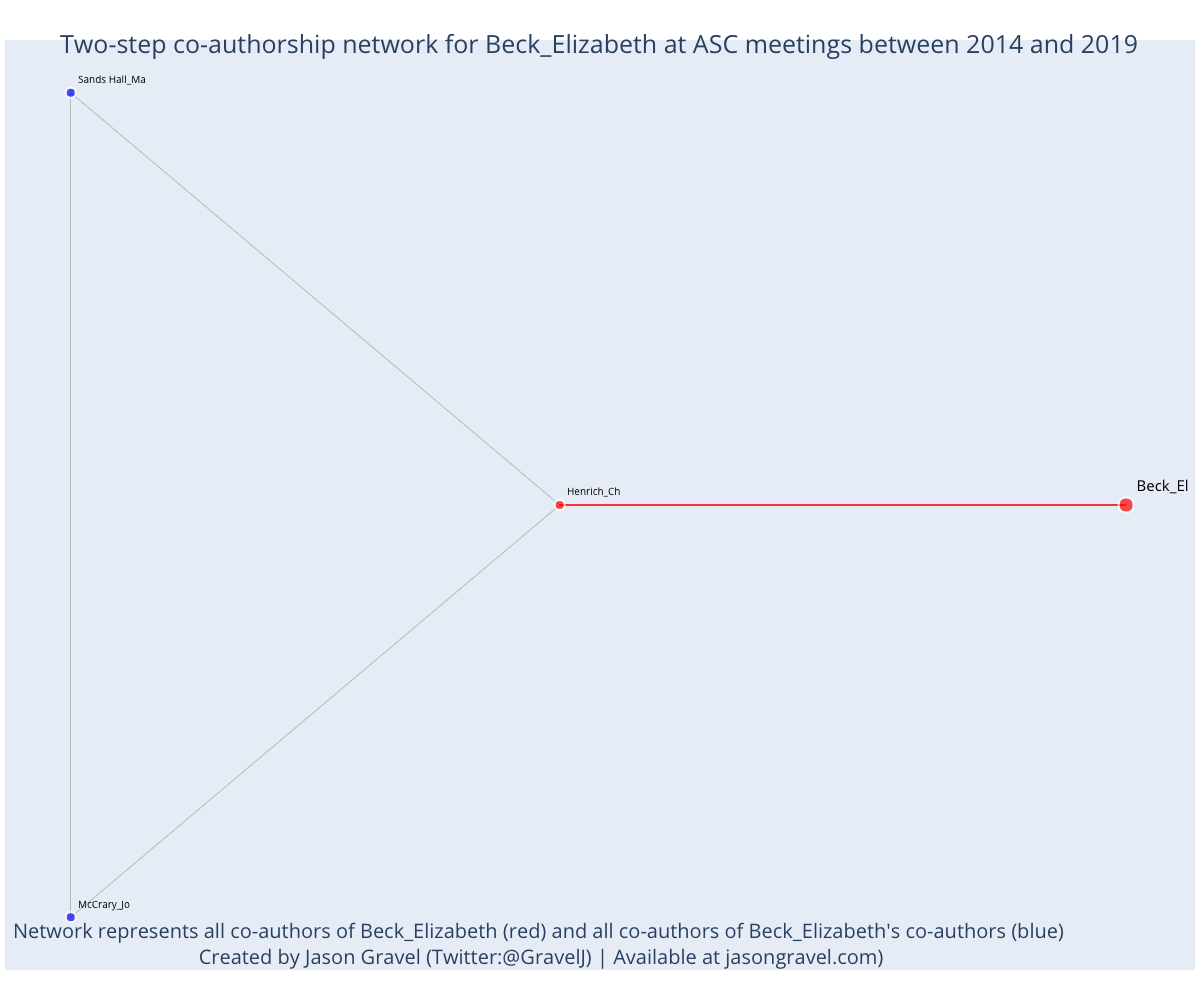 Two-step co-authorship network for Beck_Elizabeth at ASC meetings between 2014 and 2019
Sands Hall_Ma
Henrich_Ch
Beck_El
McCrary_Jo
Network represents all co-authors of Beck_Elizabeth (red) and all co-authors of Beck_Elizabeth's co-authors (blue)
Created by Jason Gravel (Twitter:@GravelJ) | Available at jasongravel.com)